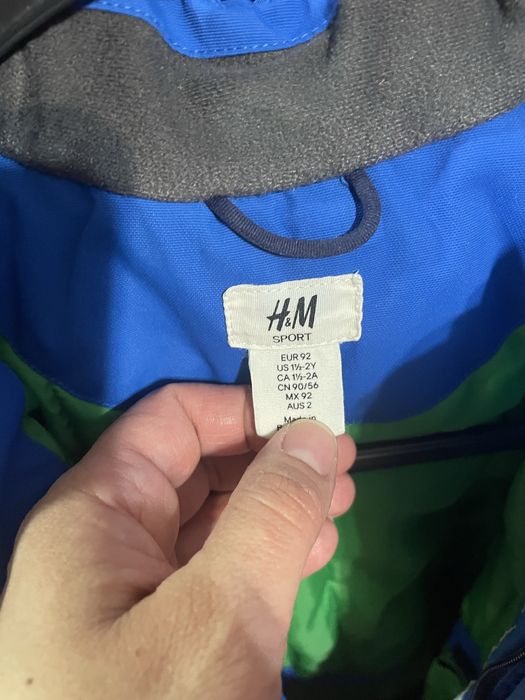 H&M
SPORT
EUR 92
US 1½-2Y
CA 1½-2A
CN 90/56
MX 92
AUS 2
Made in